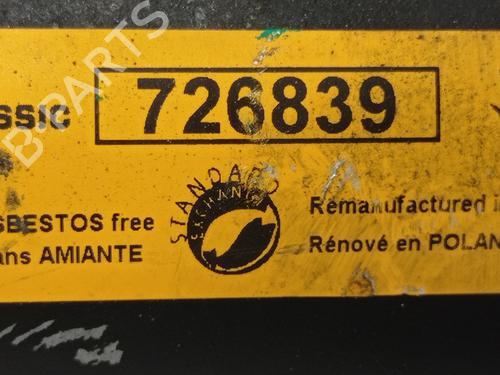 B-PARTS
SSIC 726839
STANDARD
EXCHANGE
SBESTOS free
ans AMIANTE
Remanufactured i
Rénové en POLAN